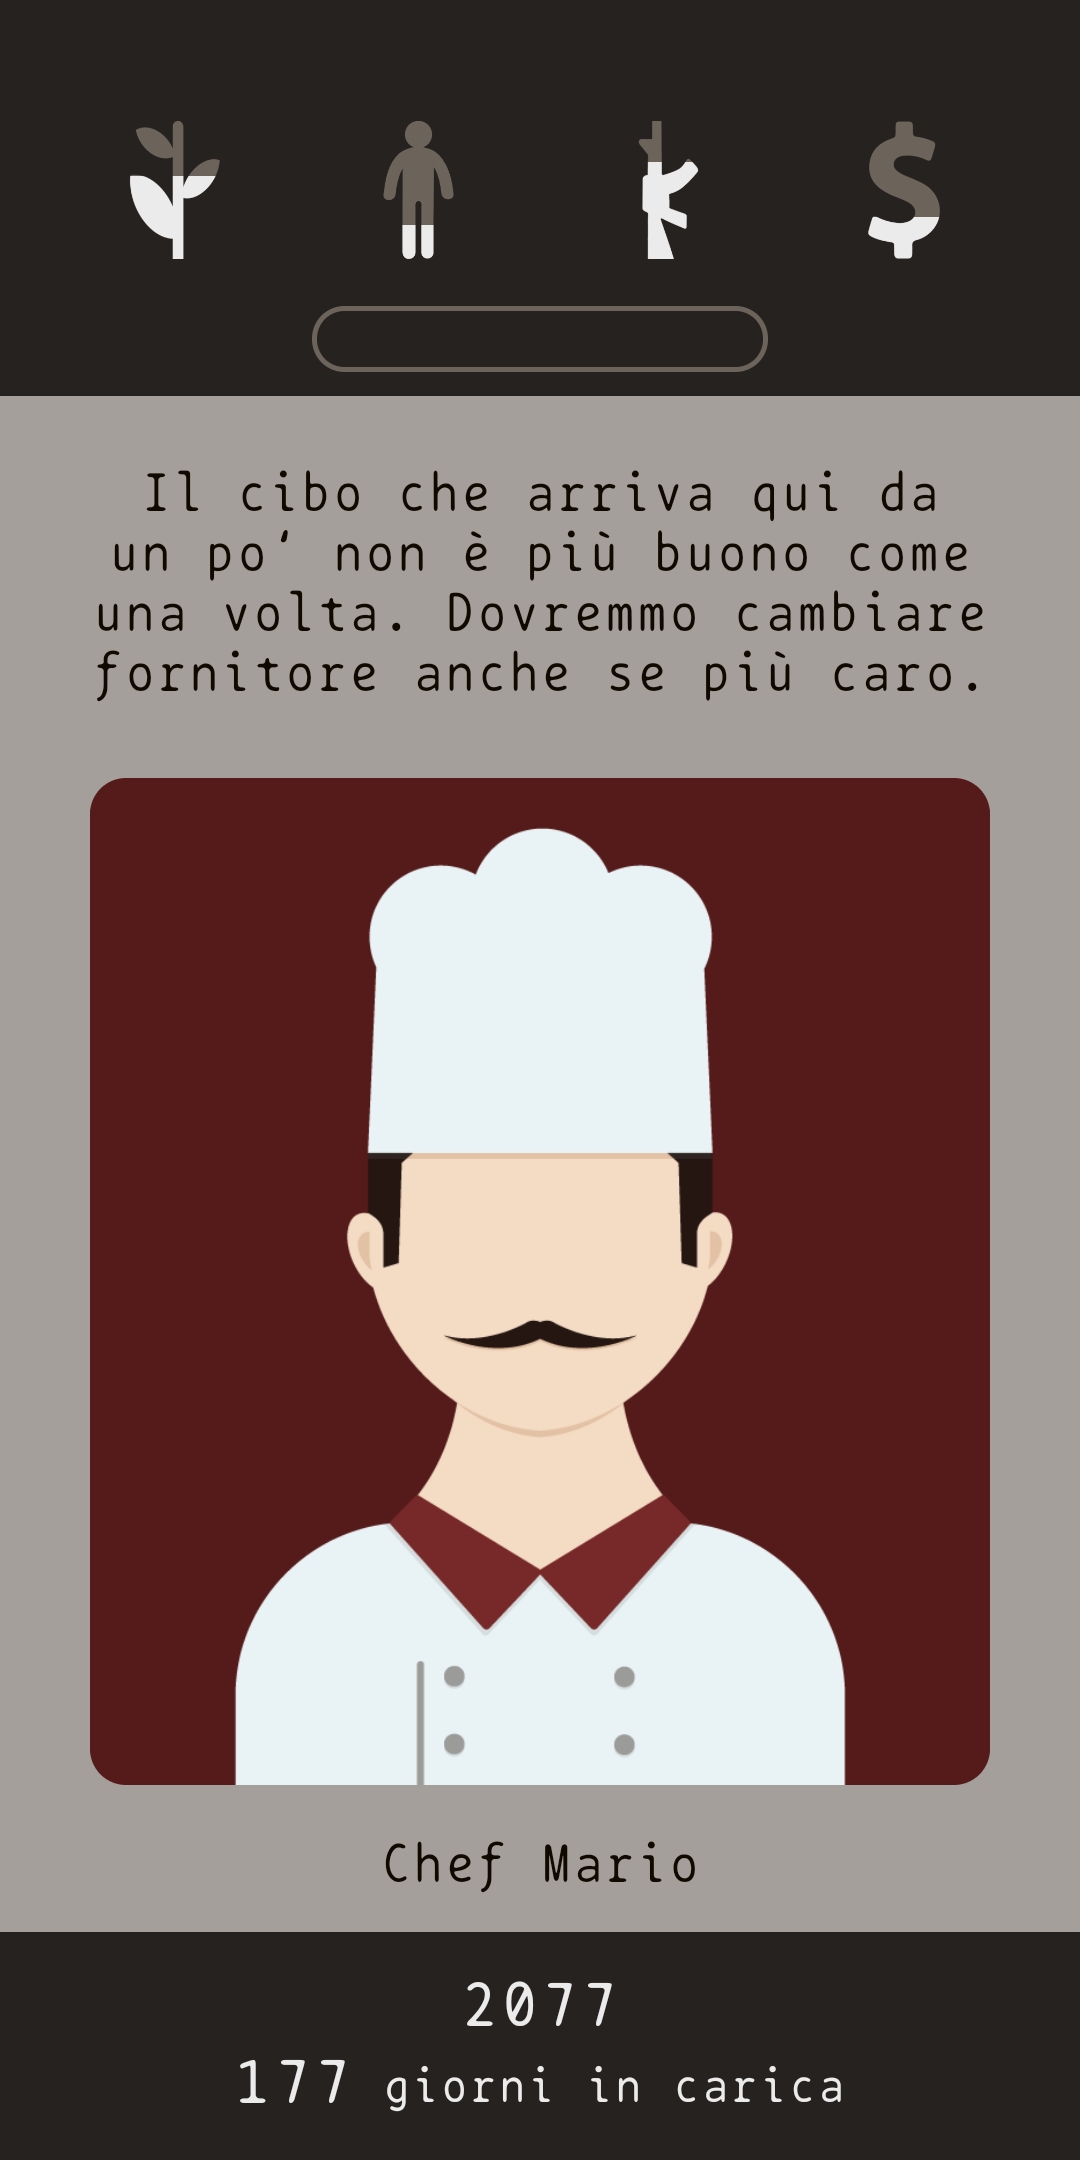 Il cibo che arriva qui da
un po‘ non è più buono come
una volta. Dovremmo cambiare
fornitore anche se più caro.
Chef Mario
2077
177 giorni in carica